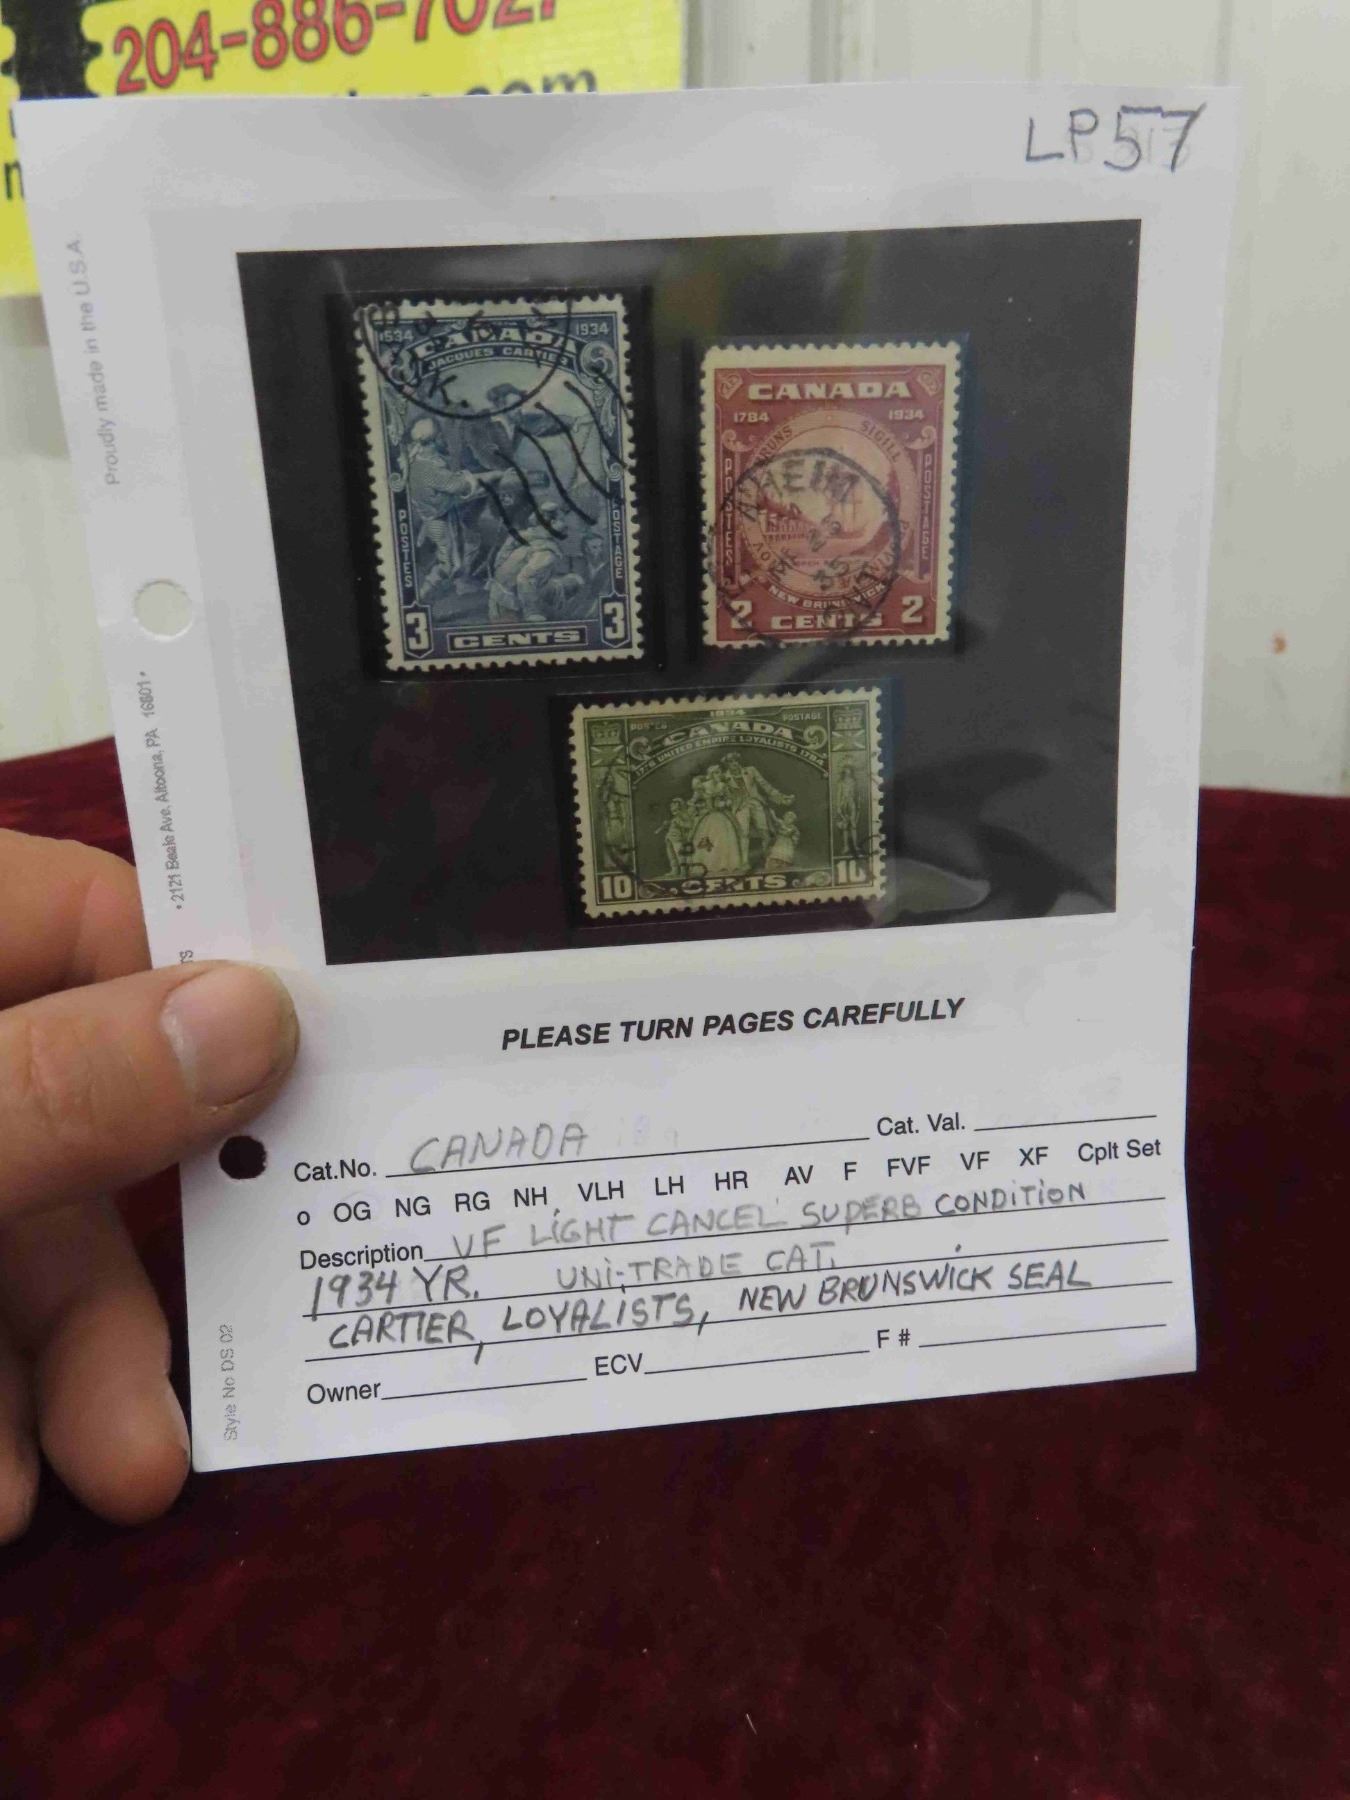 204-886-7027
.com
LP57
Proudly made in the U.S.A.
• 2121 Beale Ave. Altoona, PA 16601 •
Style No DS 02
1534 1934
CANADA
JACQUES CARTIER
POSTES POSTAGE
3 CENTS 3
CANADA
1784 1934
SIGILL
POSTES POSTAGE
NEW BRUNSWICK
2 CENTS 2
1934
POSTES POSTAGE
CANADA
1776 UNITED EMPIRE LOYALISTS 1784
10 CENTS 10
PLEASE TURN PAGES CAREFULLY
Cat.No. CANADA Cat. Val.
o OG NG RG NH VLH LH HR AV F FVF VF XF Cplt Set
Description VF LIGHT CANCEL SUPERB CONDITION
1934 YR. UNI-TRADE CAT.
CARTIER, LOYALISTS, NEW BRUNSWICK SEAL
Owner ECV F #